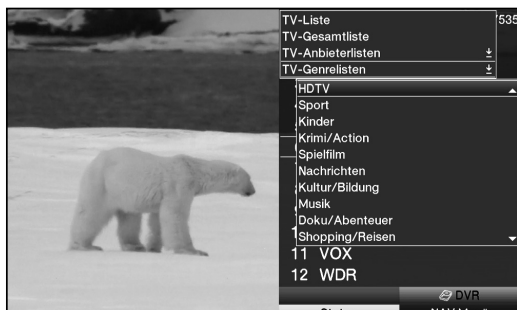 TV-Liste
TV-Gesamtliste
TV-Anbieterlisten
TV-Genrelisten
HDTV
Sport
Kinder
Krimi/Action
Spielfilm
Nachrichten
Kultur/Bildung
Musik
Doku/Abenteuer
Shopping/Reisen
11 VOX
12 WDR
DVR